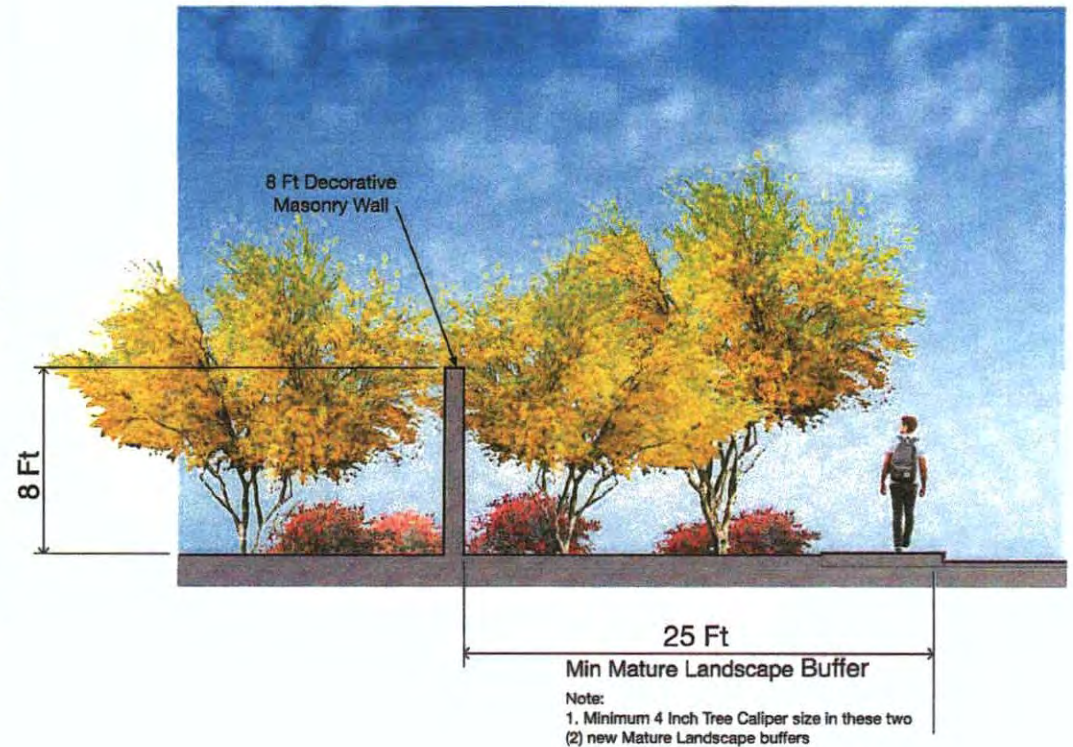 8 Ft Decorative
Masonry Wall
8 Ft
25 Ft
Min Mature Landscape Buffer
Note:
1. Minimum 4 Inch Tree Caliper size in these two
(2) new Mature Landscape buffers